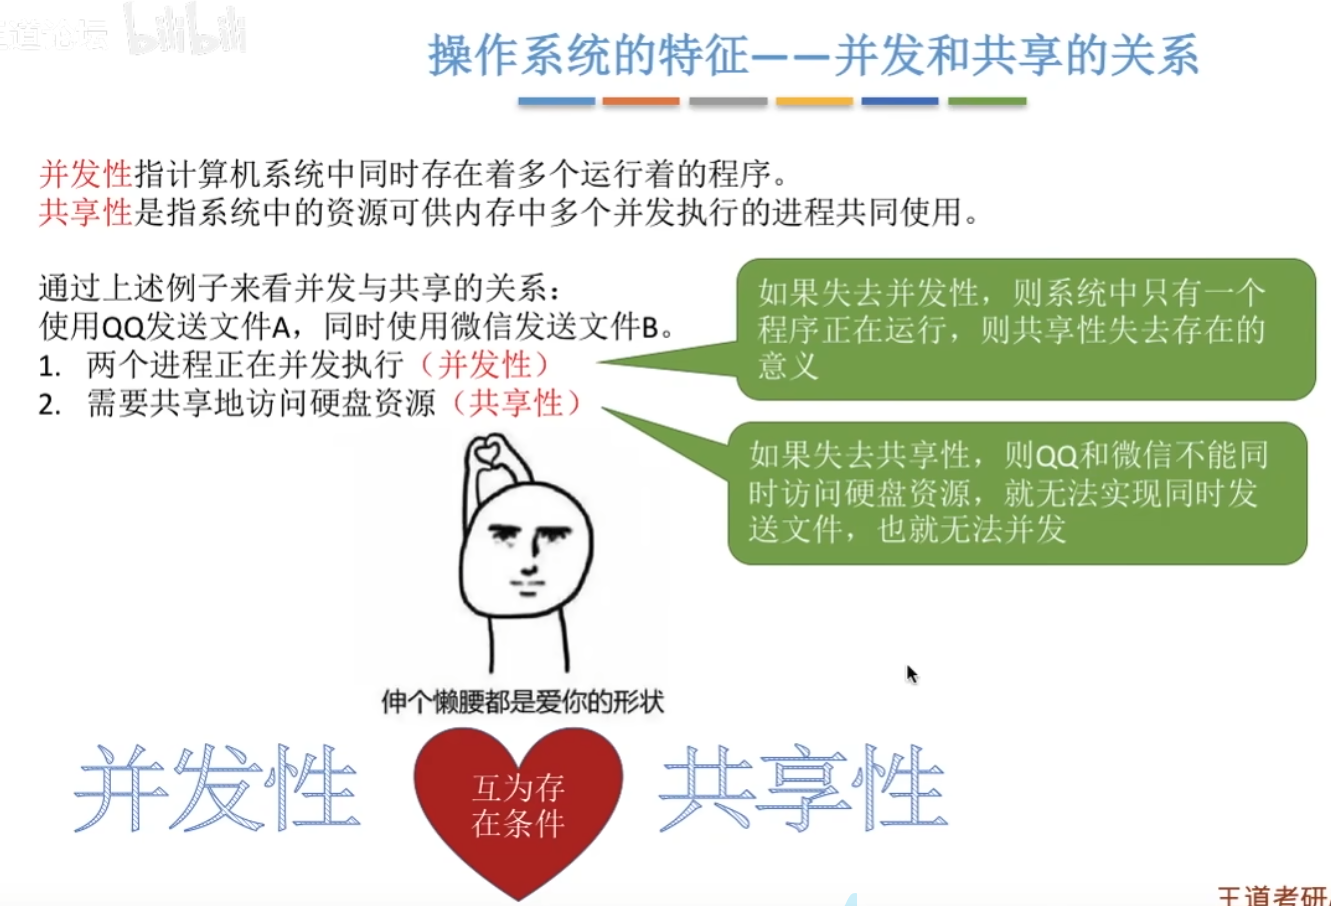 道论坛 bilibili
操作系统的特征——并发和共享的关系
并发性指计算机系统中同时存在着多个运行着的程序。
共享性是指系统中的资源可供内存中多个并发执行的进程共同使用。
通过上述例子来看并发与共享的关系：
使用QQ发送文件A，同时使用微信发送文件B。
1. 两个进程正在并发执行（并发性）
2. 需要共享地访问硬盘资源（共享性）
如果失去并发性，则系统中只有一个
程序正在运行，则共享性失去存在的
意义
如果失去共享性，则QQ和微信不能同
时访问硬盘资源，就无法实现同时发
送文件，也就无法并发
伸个懒腰都是爱你的形状
并发性
互为存
在条件
共享性
王道考研